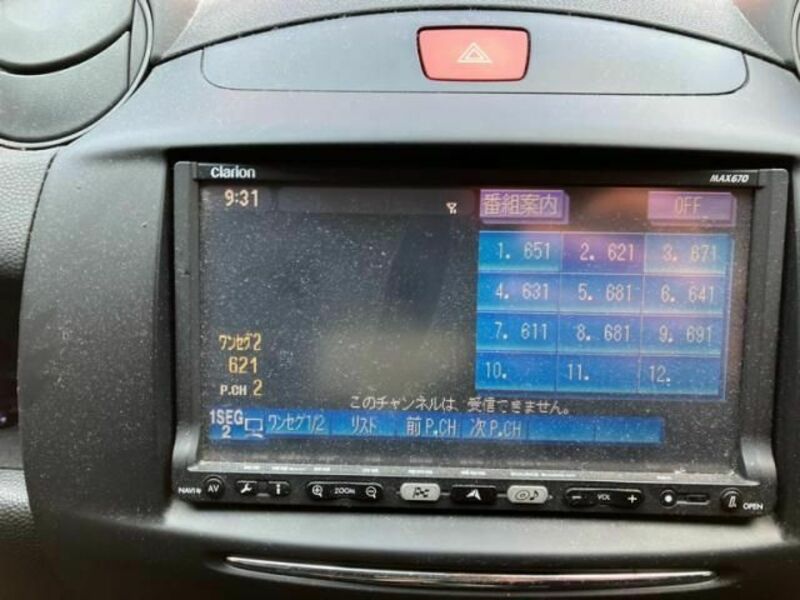 clarion
MAX670
9:31
番組案内
OFF
1. 651
2. 621
3. 671
4. 631
5. 681
6. 641
7. 611
8. 681
9. 691
10.
11.
12.
ワンセグ2
621
P.CH 2
このチャンネルは、受信できません。
1SEG
2
ワンセグ1/2
リスト
前 P.CH
次 P.CH
NAVI
AV
ZOOM
VOL
OPEN